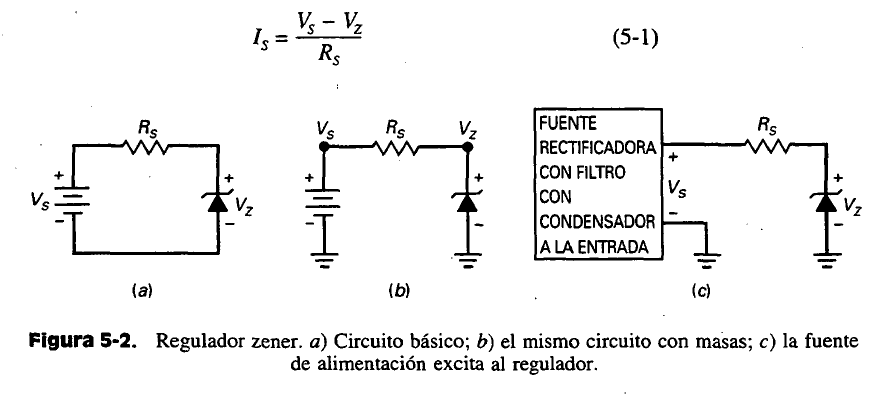 I_S = \frac{V_S - V_Z}{R_S} (5-1)
R_S
+
V_S
-
+
V_Z
-
(a)
V_S R_S V_Z
+
-
+
-
(b)
FUENTE
RECTIFICADORA
CON FILTRO
CON
CONDENSADOR
A LA ENTRADA
+
V_S
-
R_S
+
V_Z
-
(c)
Figura 5-2. Regulador zener. a) Circuito básico; b) el mismo circuito con masas; c) la fuente
de alimentación excita al regulador.